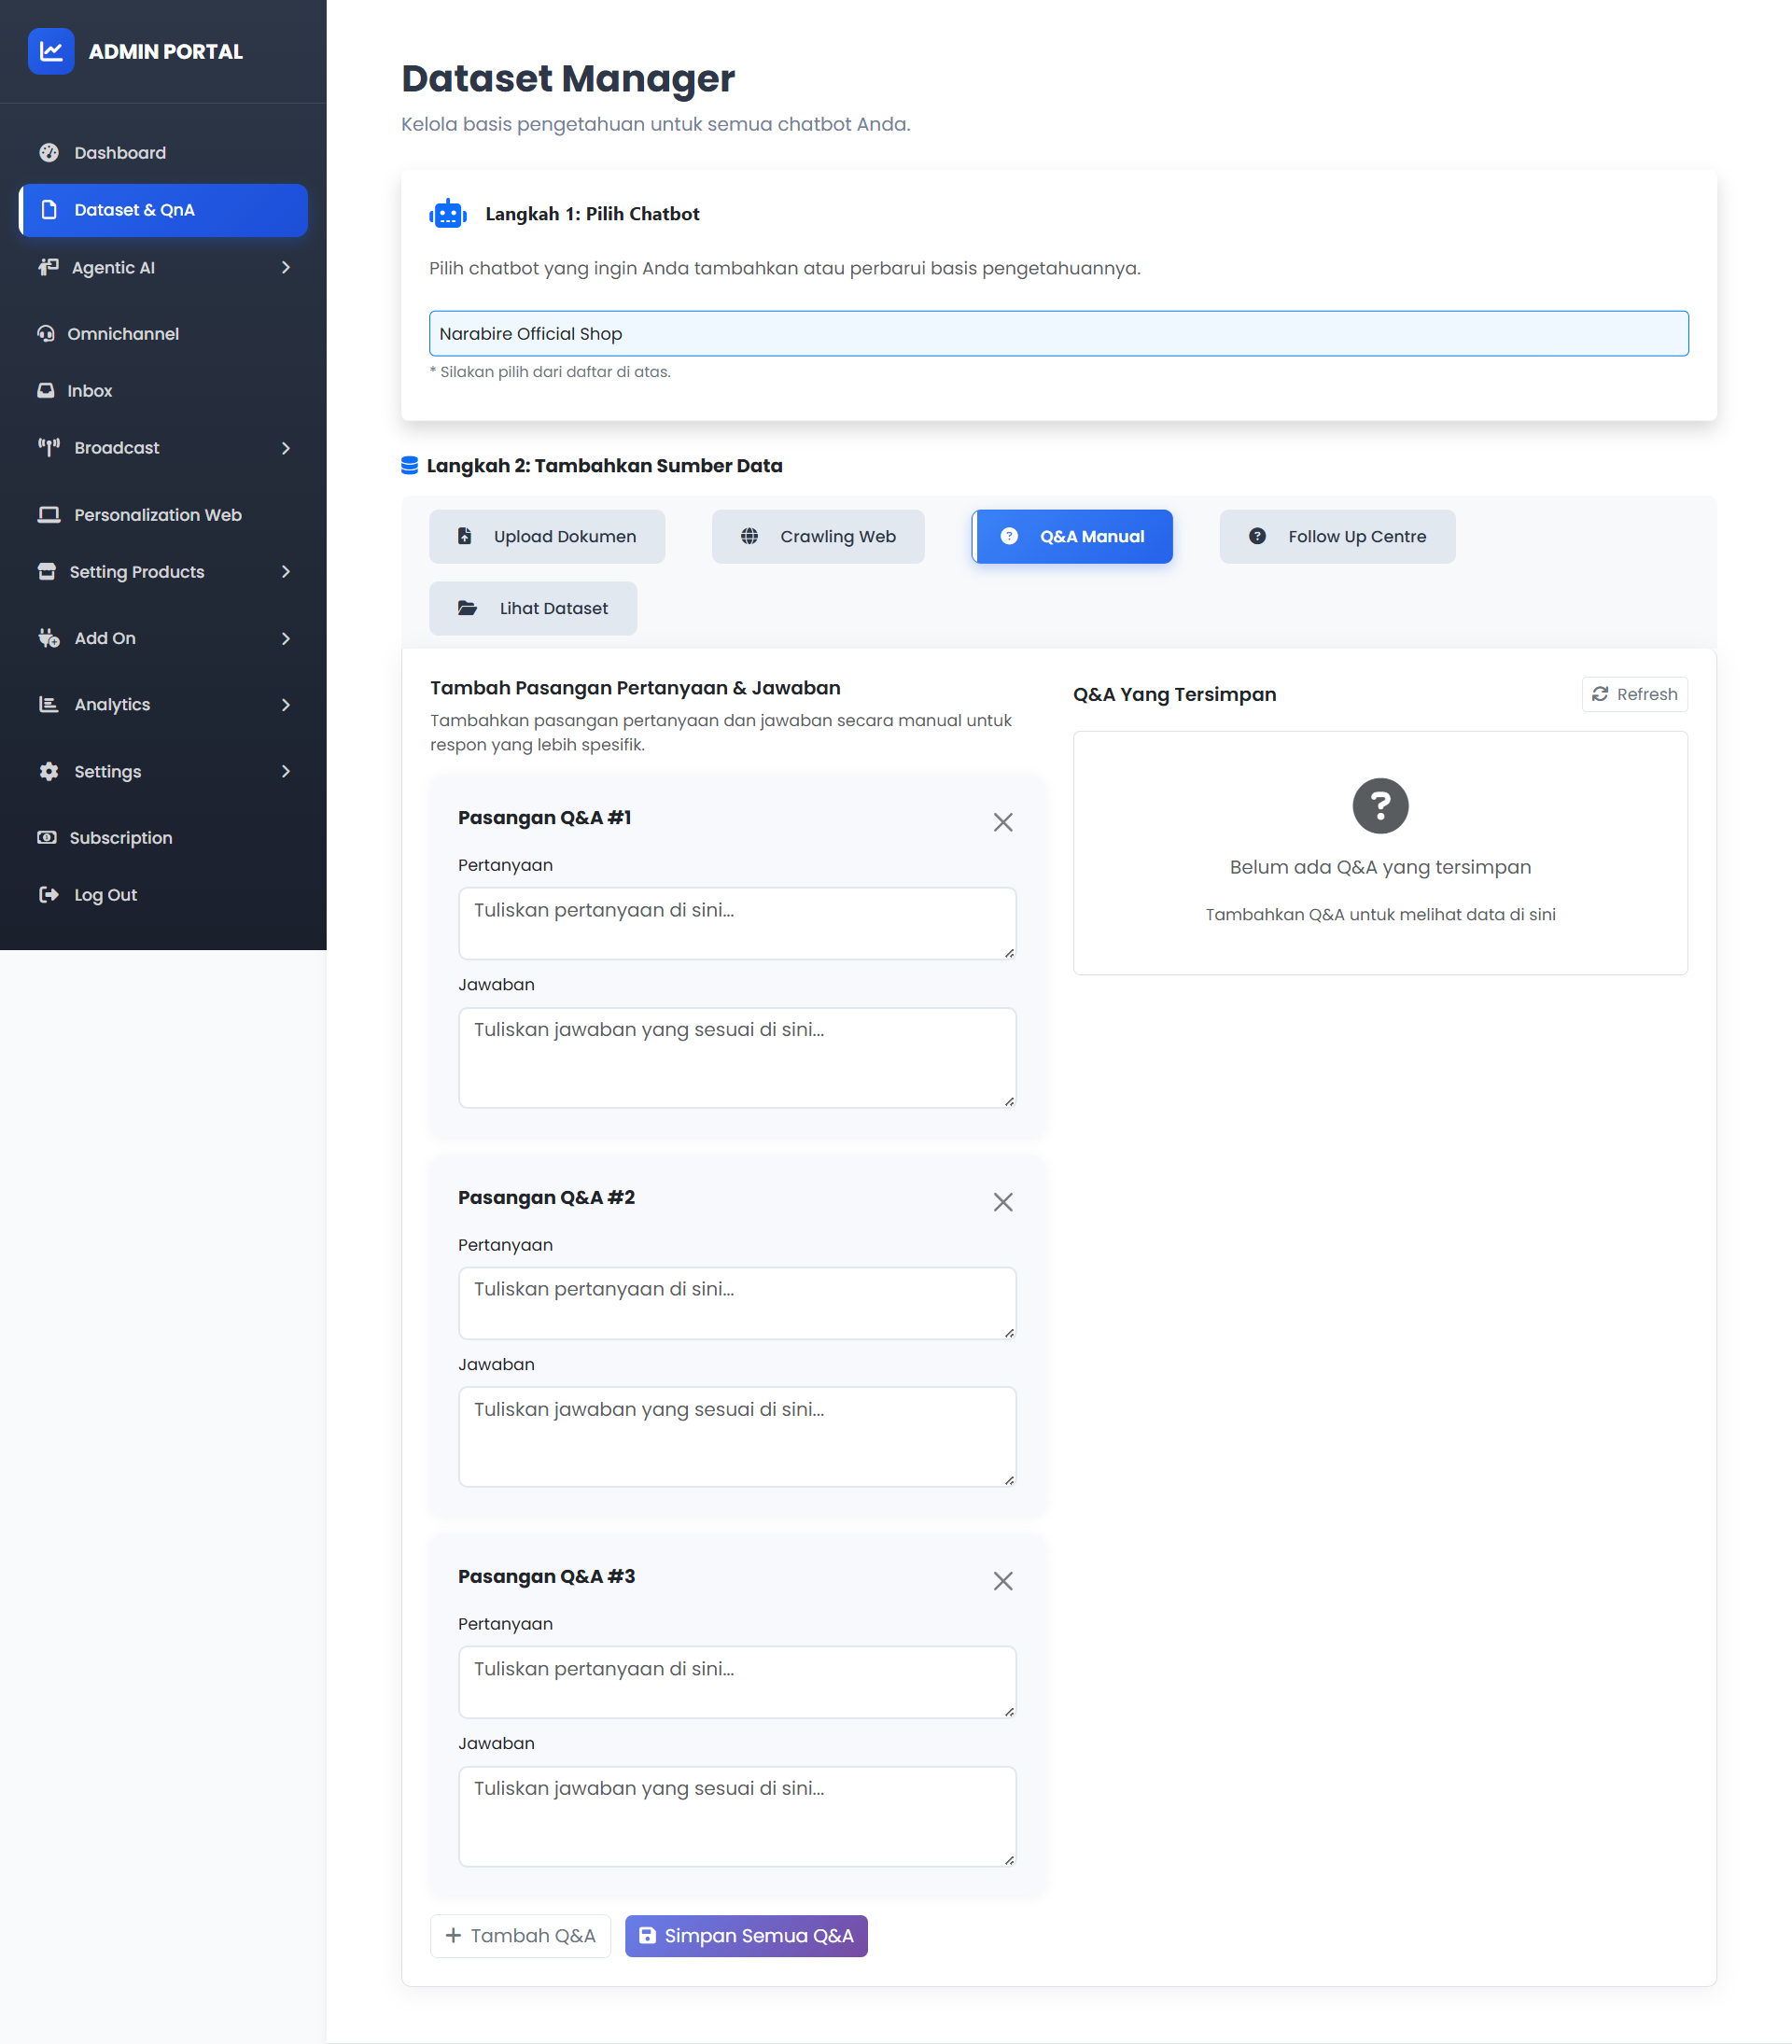 ADMIN PORTAL
Dashboard
Dataset & QnA
Agentic AI
Omnichannel
Inbox
Broadcast
Personalization Web
Setting Products
Add On
Analytics
Settings
Subscription
Log Out
Dataset Manager
Kelola basis pengetahuan untuk semua chatbot Anda.
Langkah 1: Pilih Chatbot
Pilih chatbot yang ingin Anda tambahkan atau perbarui basis pengetahuannya.
Narabire Official Shop
* Silakan pilih dari daftar di atas.
Langkah 2: Tambahkan Sumber Data
Upload Dokumen
Crawling Web
Q&A Manual
Follow Up Centre
Lihat Dataset
Tambah Pasangan Pertanyaan & Jawaban
Tambahkan pasangan pertanyaan dan jawaban secara manual untuk
respon yang lebih spesifik.
Pasangan Q&A #1
Pertanyaan
Tuliskan pertanyaan di sini...
Jawaban
Tuliskan jawaban yang sesuai di sini...
Pasangan Q&A #2
Pertanyaan
Tuliskan pertanyaan di sini...
Jawaban
Tuliskan jawaban yang sesuai di sini...
Pasangan Q&A #3
Pertanyaan
Tuliskan pertanyaan di sini...
Jawaban
Tuliskan jawaban yang sesuai di sini...
Tambah Q&A
Simpan Semua Q&A
Q&A Yang Tersimpan
Refresh
Belum ada Q&A yang tersimpan
Tambahkan Q&A untuk melihat data di sini